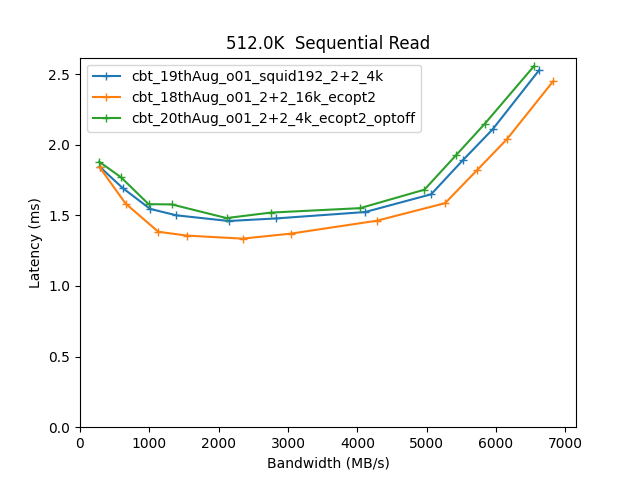 512.0K  Sequential Read
cbt_19thAug_o01_squid192_2+2_4k
cbt_18thAug_o01_2+2_16k_ecopt2
cbt_20thAug_o01_2+2_4k_ecopt2_optoff
2.5
2.0
1.5
1.0
0.5
0.0
Latency (ms)
0 1000 2000 3000 4000 5000 6000 7000
Bandwidth (MB/s)